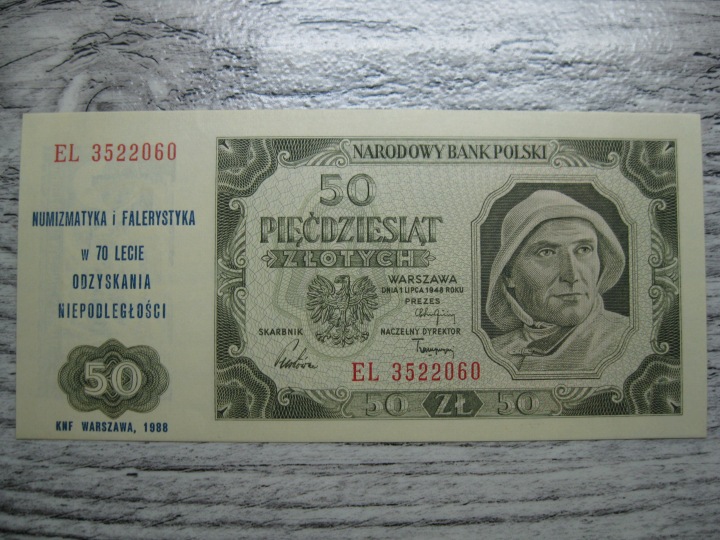 EL 3522060
NUMIZMATYKA i FALERYSTYKA
w 70 LECIE
ODZYSKANIA
NIEPODLEGŁOŚCI
50
KNF WARSZAWA, 1988
NARODOWY BANK POLSKI
50
PIĘĆDZIESIĄT
ZŁOTYCH
WARSZAWA
DNIA 1 LIPCA 1948 ROKU
PREZES
SKARBNIK
NACZELNY DYREKTOR
EL 3522060
50 ZŁ 50